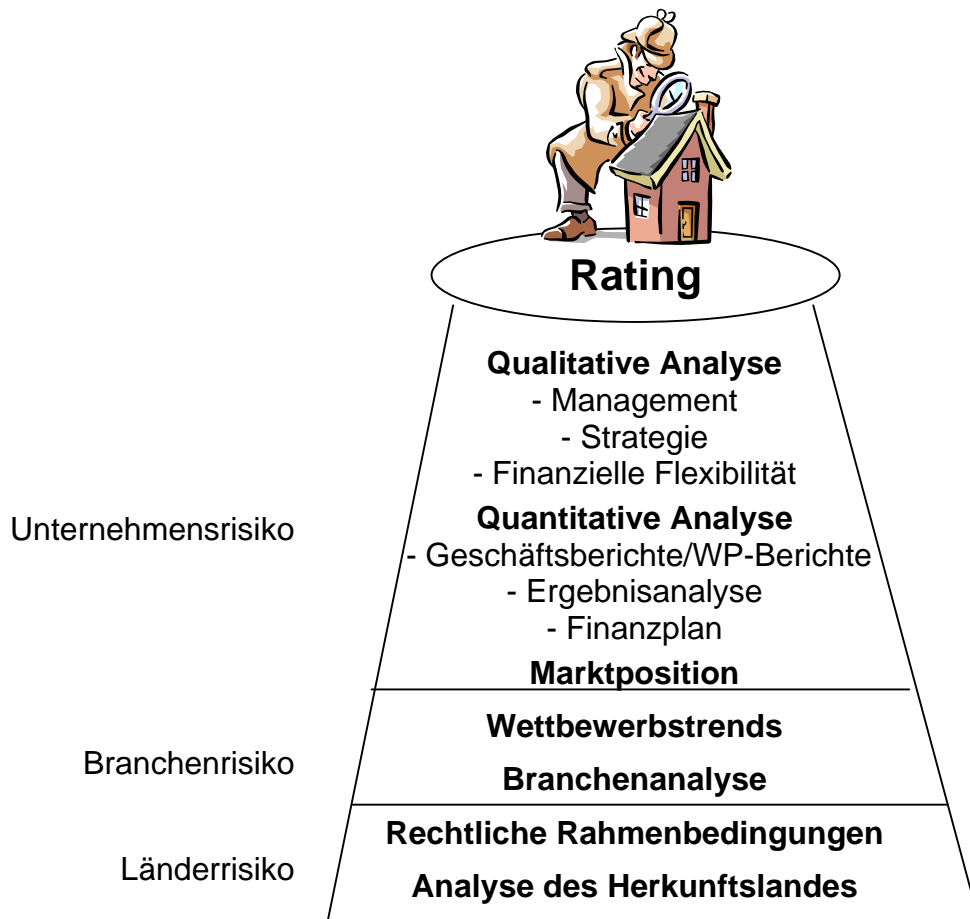 Rating
Qualitative Analyse
- Management
- Strategie
- Finanzielle Flexibilität
Unternehmensrisiko
Quantitative Analyse
- Geschäftsberichte/WP-Berichte
- Ergebnisanalyse
- Finanzplan
Marktposition
Branchenrisiko
Wettbewerbstrends
Branchenanalyse
Länderrisiko
Rechtliche Rahmenbedingungen
Analyse des Herkunftslandes